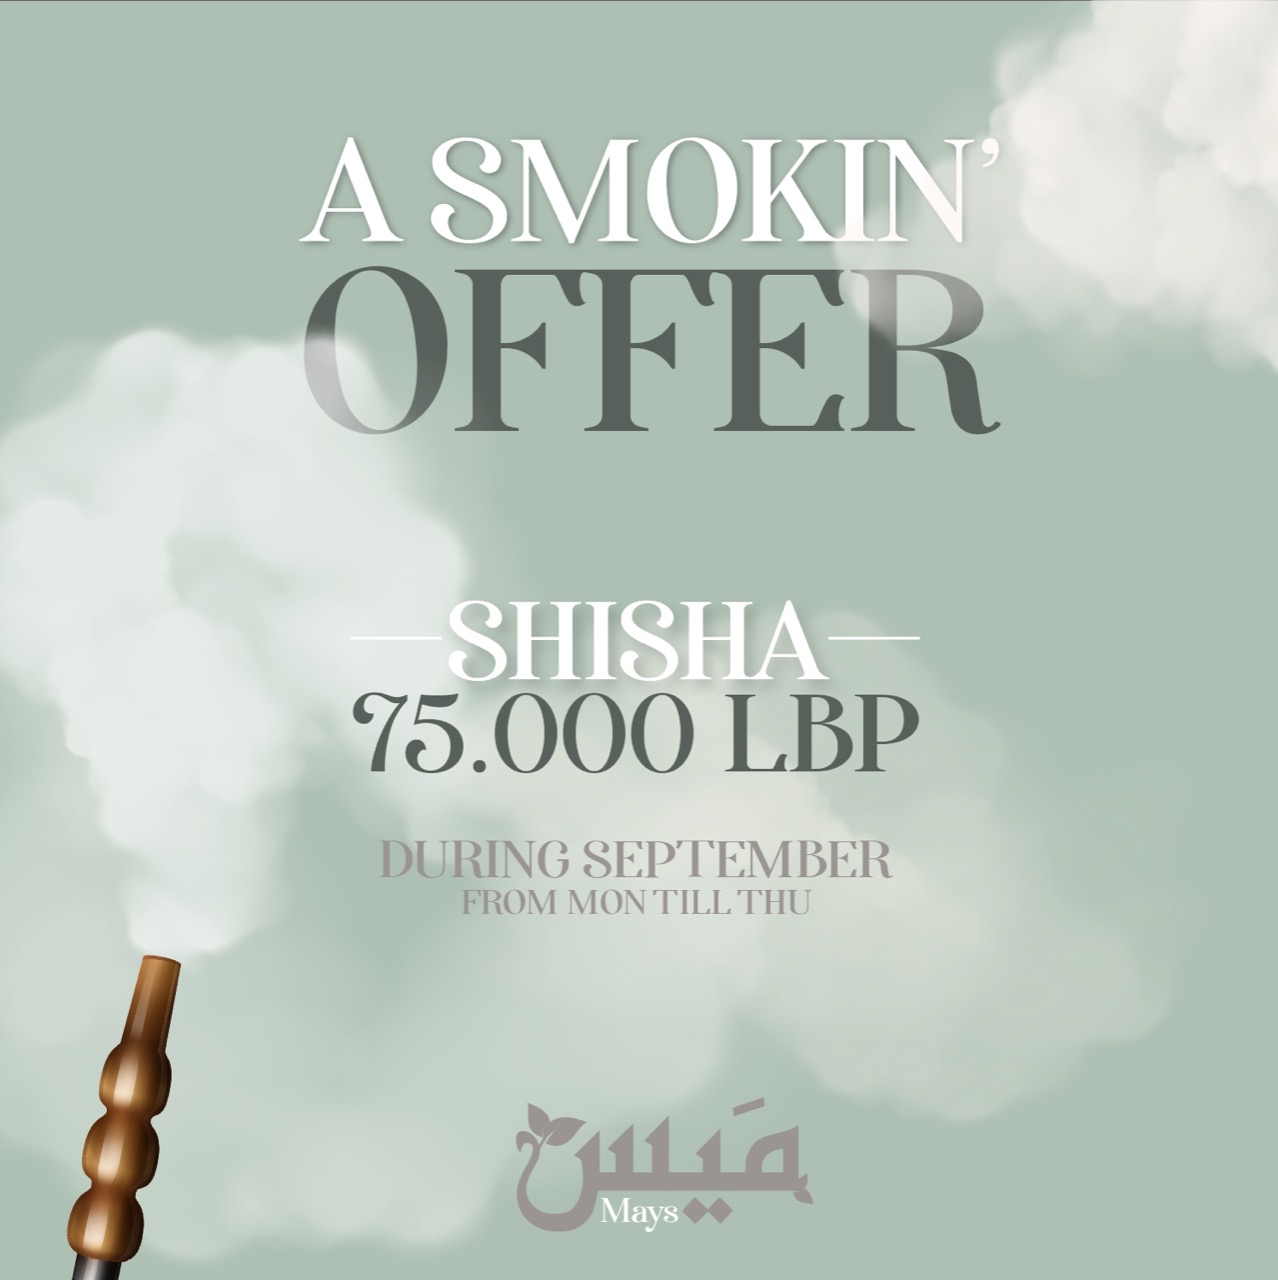 A SMOKIN’
OFFER
SHISHA
75.000 LBP
DURING SEPTEMBER
FROM MON TILL THU
مَيس
Mays